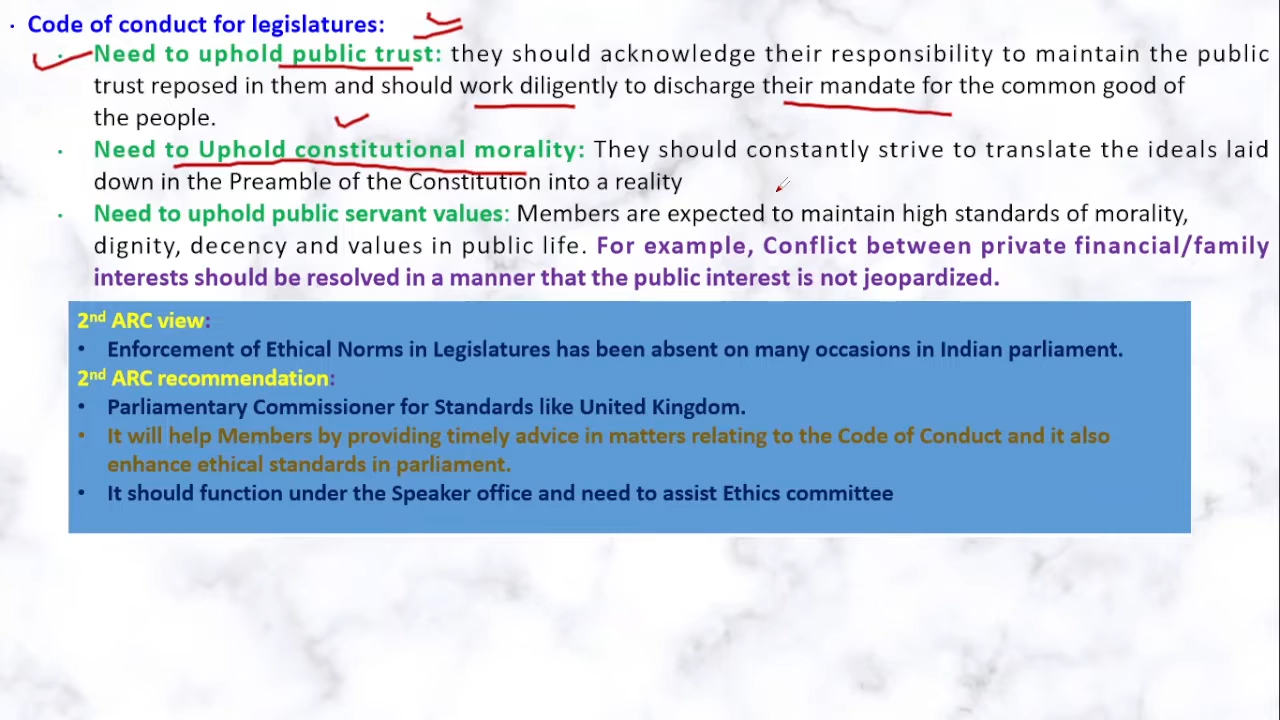 · Code of conduct for legislatures:
· Need to uphold public trust: they should acknowledge their responsibility to maintain the public
trust reposed in them and should work diligently to discharge their mandate for the common good of
the people.
· Need to Uphold constitutional morality: They should constantly strive to translate the ideals laid
down in the Preamble of the Constitution into a reality
· Need to uphold public servant values: Members are expected to maintain high standards of morality,
dignity, decency and values in public life. For example, Conflict between private financial/family
interests should be resolved in a manner that the public interest is not jeopardized.
2nd ARC view:
• Enforcement of Ethical Norms in Legislatures has been absent on many occasions in Indian parliament.
2nd ARC recommendation:
• Parliamentary Commissioner for Standards like United Kingdom.
• It will help Members by providing timely advice in matters relating to the Code of Conduct and it also
enhance ethical standards in parliament.
• It should function under the Speaker office and need to assist Ethics committee